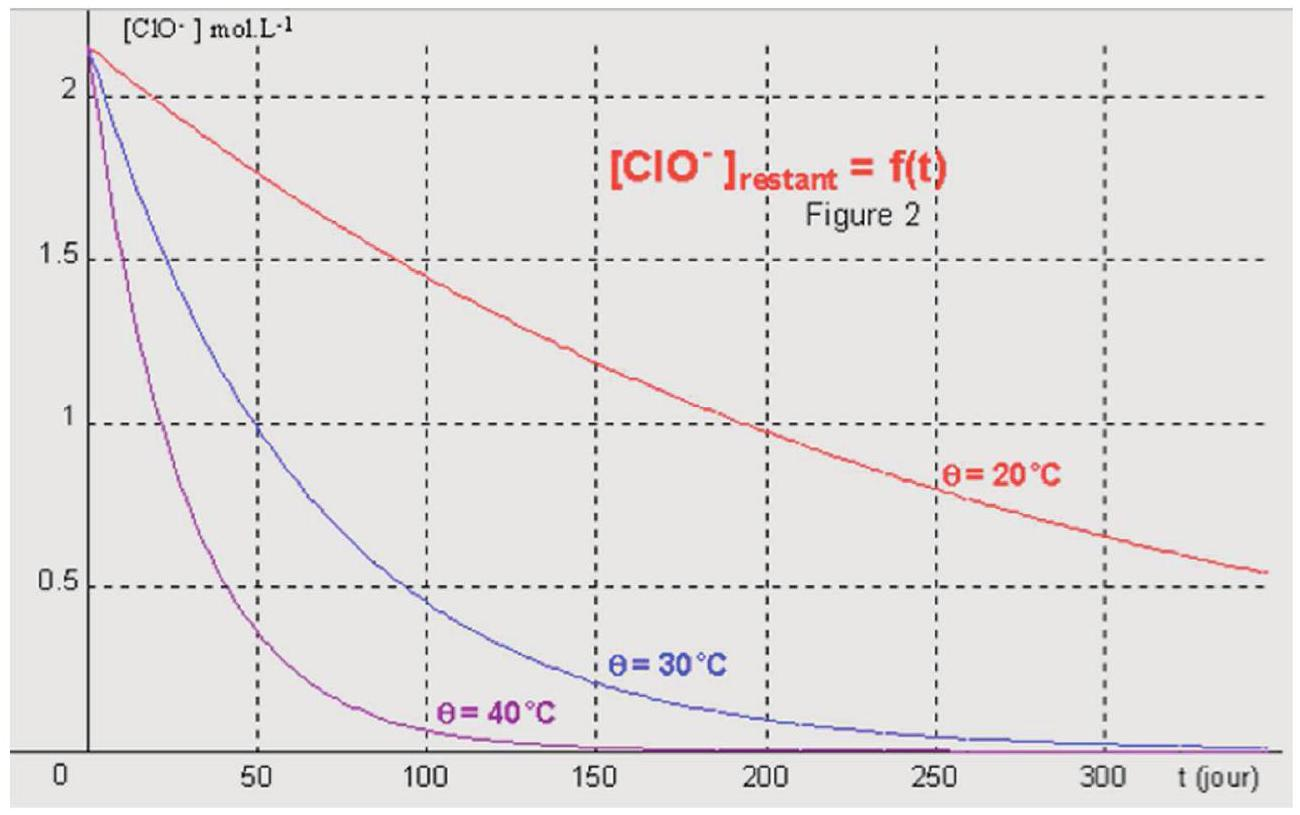 [ClO⁻ ] mol.L⁻¹
2
[ClO⁻ ]restant = f(t)
Figure 2
1.5
1
θ= 20°C
0.5
θ= 30°C
θ= 40°C
0 50 100 150 200 250 300 t (jour)